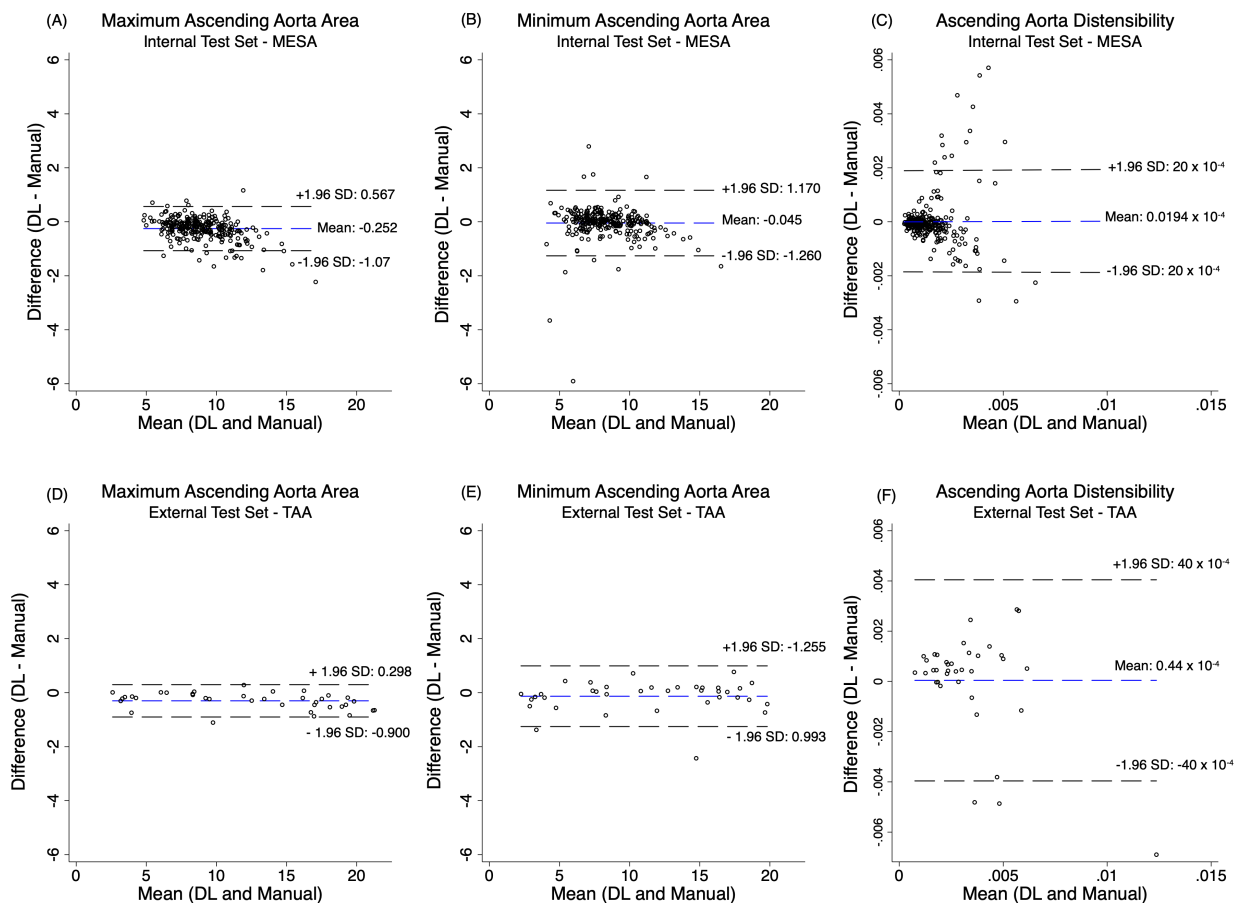 (A) Maximum Ascending Aorta Area
Internal Test Set - MESA
Difference (DL - Manual)
6
4
2
0
-2
-4
-6
+1.96 SD: 0.567
Mean: -0.252
-1.96 SD: -1.07
0 5 10 15 20
Mean (DL and Manual)
(B) Minimum Ascending Aorta Area
Internal Test Set - MESA
Difference (DL - Manual)
6
4
2
0
-2
-4
-6
+1.96 SD: 1.170
Mean: -0.045
-1.96 SD: -1.260
0 5 10 15 20
Mean (DL and Manual)
(C) Ascending Aorta Distensibility
Internal Test Set - MESA
Difference (DL - Manual)
.006
.004
.002
0
-.002
-.004
-.006
+1.96 SD: 20 x 10⁻⁴
Mean: 0.0194 x 10⁻⁴
-1.96 SD: 20 x 10⁻⁴
0 .005 .01 .015
Mean (DL and Manual)
(D) Maximum Ascending Aorta Area
External Test Set - TAA
Difference (DL - Manual)
6
4
2
0
-2
-4
-6
+ 1.96 SD: 0.298
- 1.96 SD: -0.900
0 5 10 15 20
Mean (DL and Manual)
(E) Minimum Ascending Aorta Area
External Test Set - TAA
Difference (DL - Manual)
6
4
2
0
-2
-4
-6
+1.96 SD: -1.255
- 1.96 SD: 0.993
0 5 10 15 20
Mean (DL and Manual)
(F) Ascending Aorta Distensibility
External Test Set - TAA
Difference (DL - Manual)
.006
.004
.002
0
-.002
-.004
-.006
+1.96 SD: 40 x 10⁻⁴
Mean: 0.44 x 10⁻⁴
-1.96 SD: -40 x 10⁻⁴
0 .005 .01 .015
Mean (DL and Manual)